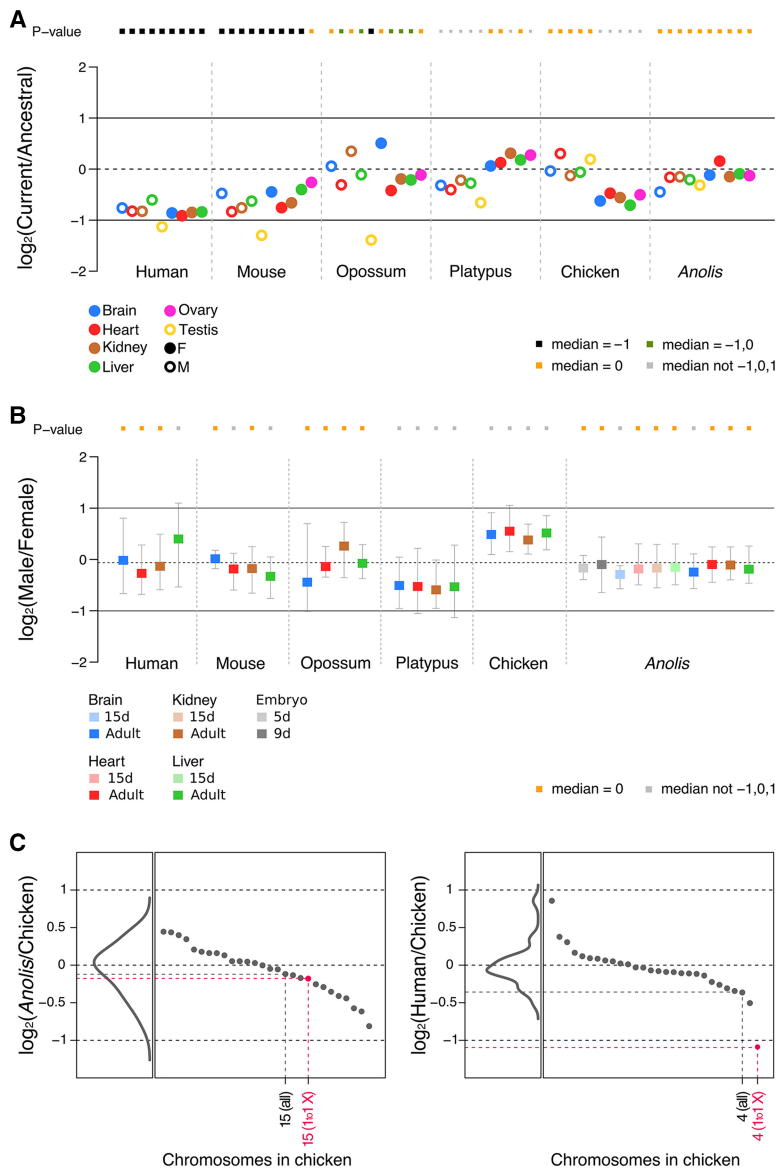 A
P-value
log2(Current/Ancestral)
2
1
0
−1
−2
Human Mouse Opossum Platypus Chicken Anolis
Brain Ovary
Heart Testis
Kidney F
Liver M
median = −1 median = −1,0
median = 0 median not −1,0,1
B
P-value
log2(Male/Female)
2
1
0
−1
−2
Human Mouse Opossum Platypus Chicken Anolis
Brain Kidney Embryo
15d 15d 5d
Adult Adult 9d
Heart Liver
15d 15d
Adult Adult
median = 0 median not −1,0,1
C
log2(Anolis/Chicken)
1
0.5
0
−0.5
−1
15 (all)
15 (1to1 X)
Chromosomes in chicken
log2(Human/Chicken)
1
0.5
0
−0.5
−1
4 (all)
4 (1to1 X)
Chromosomes in chicken